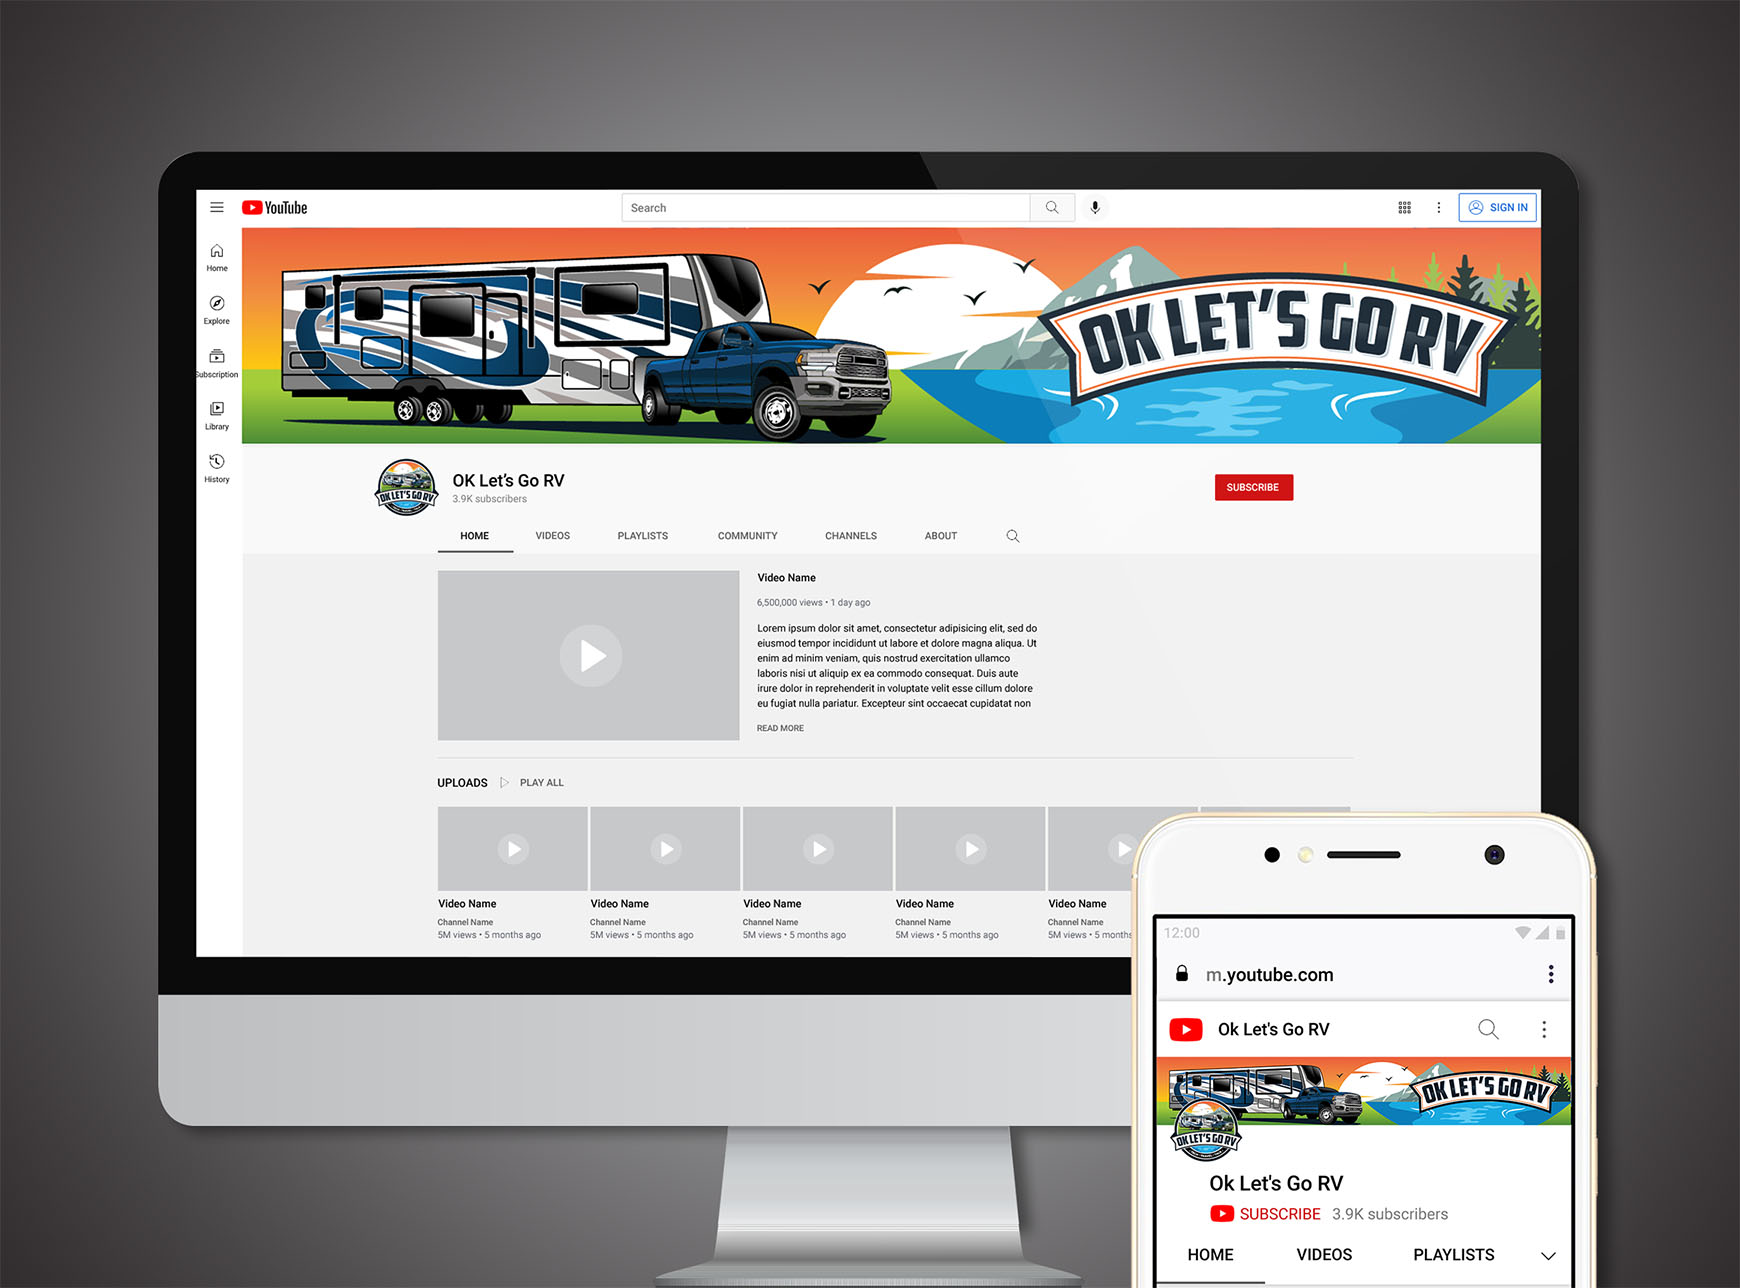 YouTube
Search
SIGN IN
Home
Explore
Subscription
Library
History
OK LET'S GO RV
OK LET'S GO RV
OK Let's Go RV
3.9K subscribers
SUBSCRIBE
HOME VIDEOS PLAYLISTS COMMUNITY CHANNELS ABOUT
Video Name
6,500,000 views • 1 day ago
Lorem ipsum dolor sit amet, consectetur adipisicing elit, sed do
eiusmod tempor incididunt ut labore et dolore magna aliqua. Ut
enim ad minim veniam, quis nostrud exercitation ullamco
laboris nisi ut aliquip ex ea commodo consequat. Duis aute
irure dolor in reprehenderit in voluptate velit esse cillum dolore
eu fugiat nulla pariatur. Excepteur sint occaecat cupidatat non
READ MORE
UPLOADS PLAY ALL
Video Name Video Name Video Name Video Name Video Name
Channel Name Channel Name Channel Name Channel Name Channel Name
5M views • 5 months ago 5M views • 5 months ago 5M views • 5 months ago 5M views • 5 months ago 5M views • 5 months
12:00
m.youtube.com
Ok Let's Go RV
OK LET'S GO RV
OK LET'S GO RV
Ok Let's Go RV
SUBSCRIBE 3.9K subscribers
HOME VIDEOS PLAYLISTS